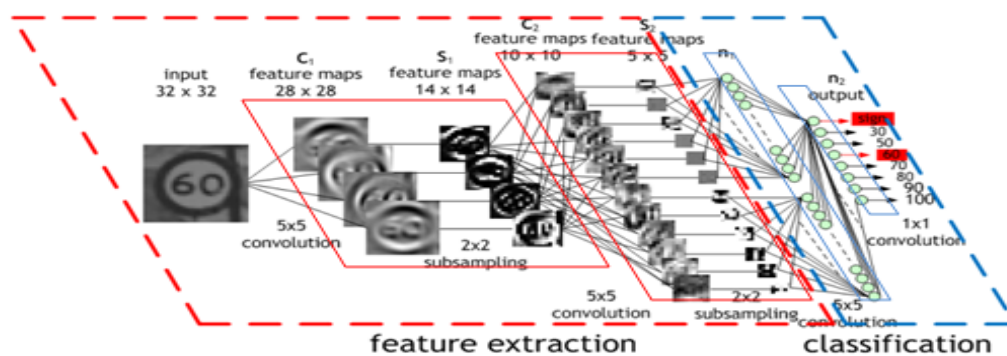 input
32 x 32
C1
feature maps
28 x 28
S1
feature maps
14 x 14
C2
feature maps
10 x 10
S2
feature maps
5 x 5
n1
n2
output
60
sign
30
50
60
70
80
90
100
5x5
convolution
2x2
subsampling
5x5
convolution
2x2
subsampling
5x5
convolution
1x1
convolution
feature extraction
classification